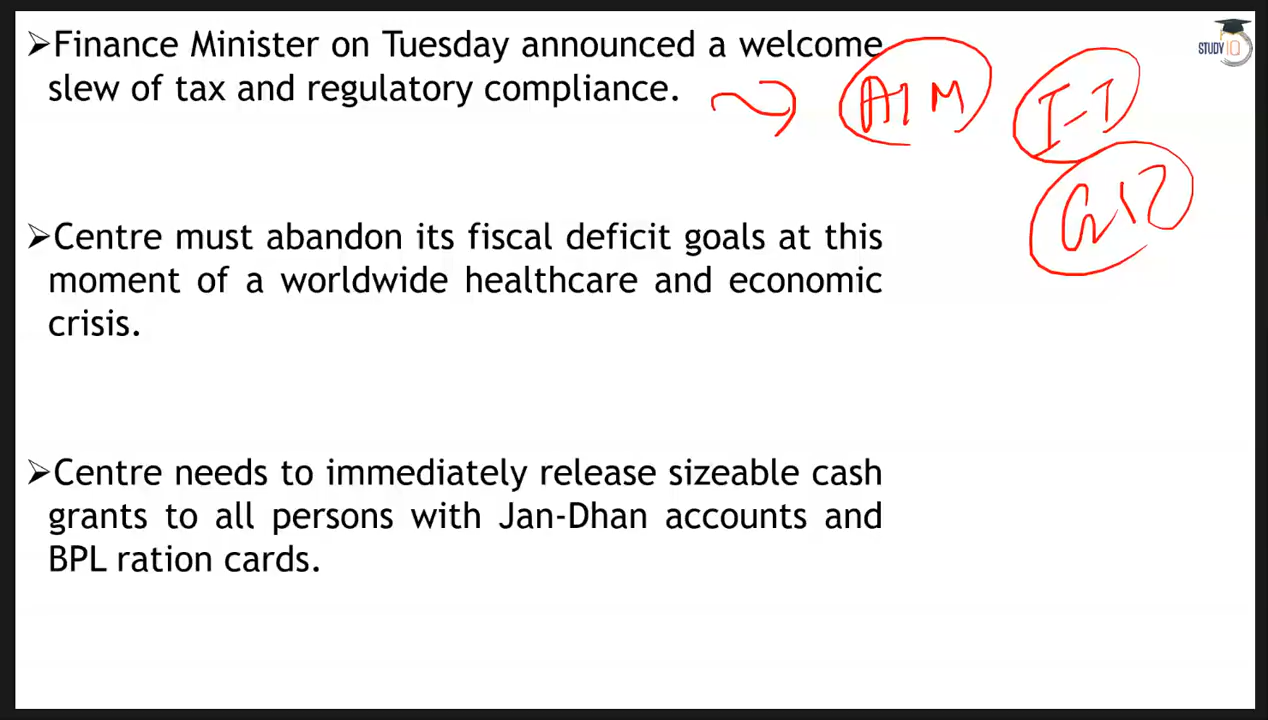 ➢Finance Minister on Tuesday announced a welcome
slew of tax and regulatory compliance.
I-T
STUDY IQ
➢Centre must abandon its fiscal deficit goals at this
moment of a worldwide healthcare and economic
crisis.
➢Centre needs to immediately release sizeable cash
grants to all persons with Jan-Dhan accounts and
BPL ration cards.